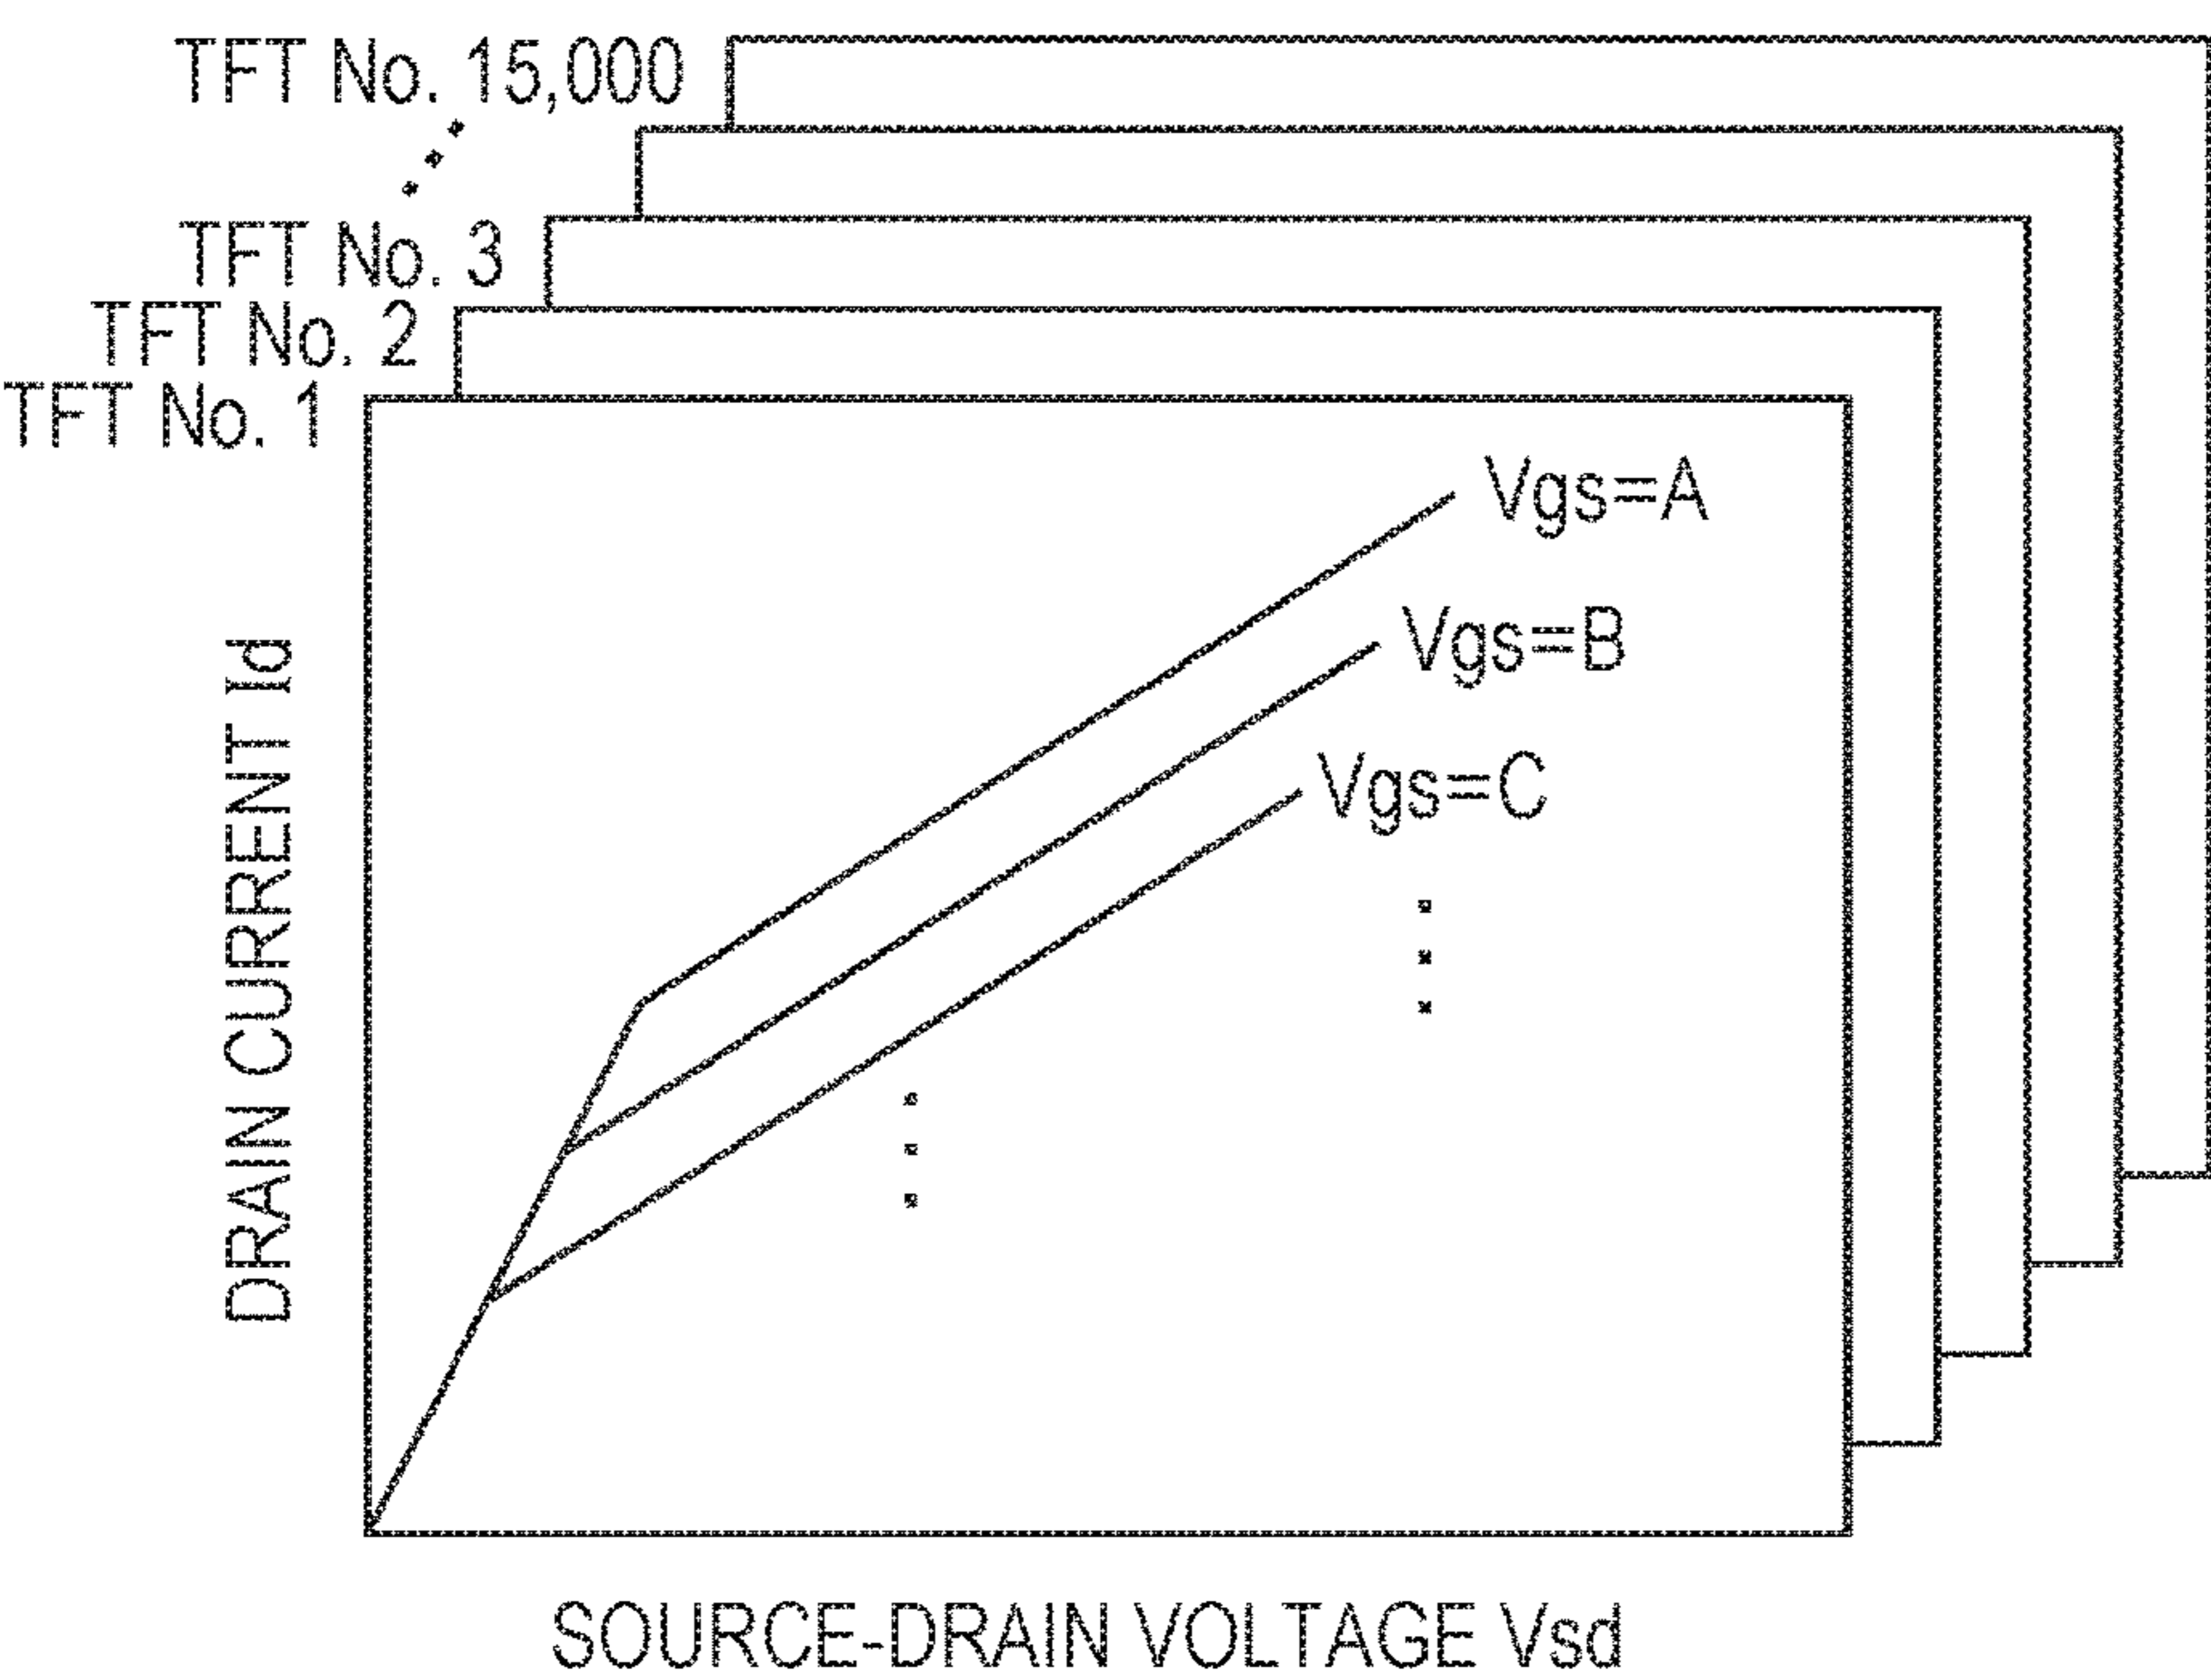 TFT No. 15,000
TFT No. 3
TFT No. 2
TFT No. 1
Vgs=A
Vgs=B
Vgs=C
DRAIN CURRENT Id
SOURCE-DRAIN VOLTAGE Vsd